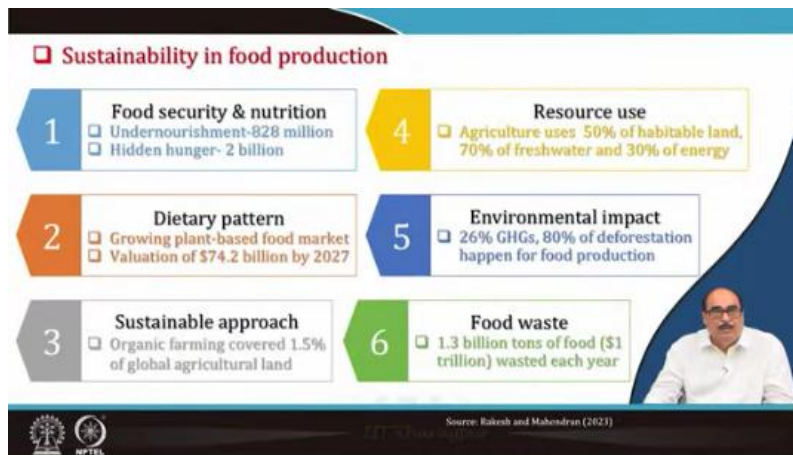 Sustainability in food production
1
Food security & nutrition
Undernourishment-828 million
Hidden hunger- 2 billion
2
Dietary pattern
Growing plant-based food market
Valuation of $74.2 billion by 2027
3
Sustainable approach
Organic farming covered 1.5%
of global agricultural land
4
Resource use
Agriculture uses 50% of habitable land,
70% of freshwater and 30% of energy
5
Environmental impact
26% GHGs, 80% of deforestation
happen for food production
6
Food waste
1.3 billion tons of food ($1
trillion) wasted each year
Source: Rakesh and Mahendran (2023)
NPTEL